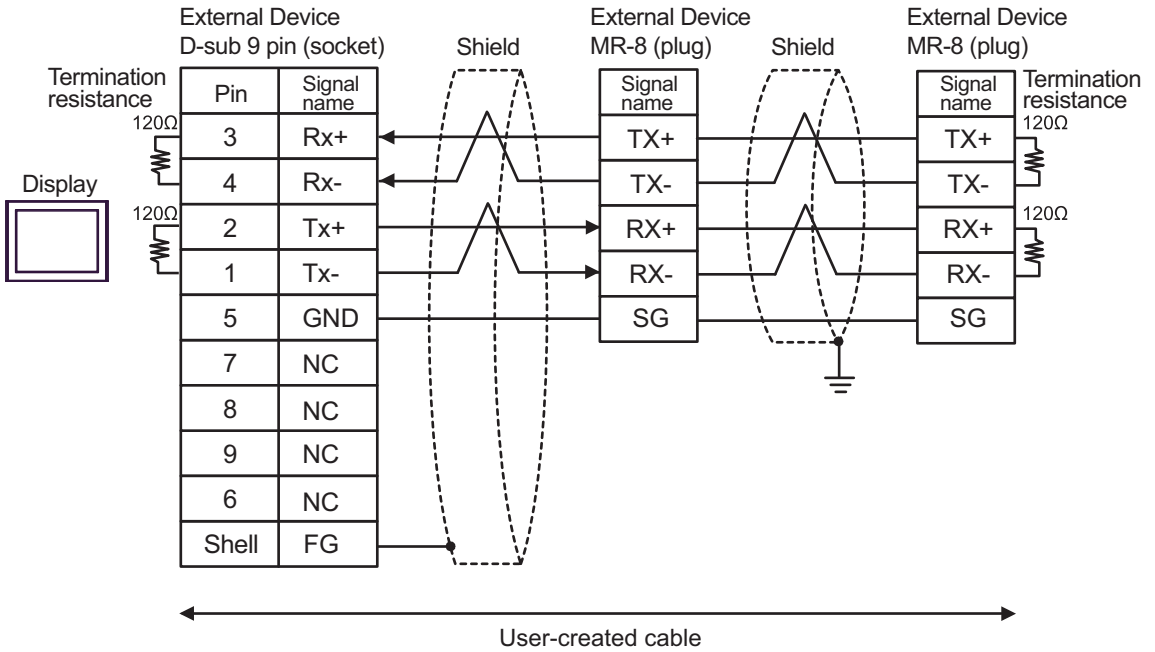 External Device
D-sub 9 pin (socket)
Shield
External Device
MR-8 (plug)
Shield
External Device
MR-8 (plug)
Termination
resistance
120Ω
120Ω
Display
Pin
Signal
name
3
Rx+
4
Rx-
2
Tx+
1
Tx-
5
GND
7
NC
8
NC
9
NC
6
NC
Shell
FG
Signal
name
TX+
TX-
RX+
RX-
SG
Signal
name
TX+
TX-
RX+
RX-
SG
Termination
resistance
120Ω
120Ω
User-created cable